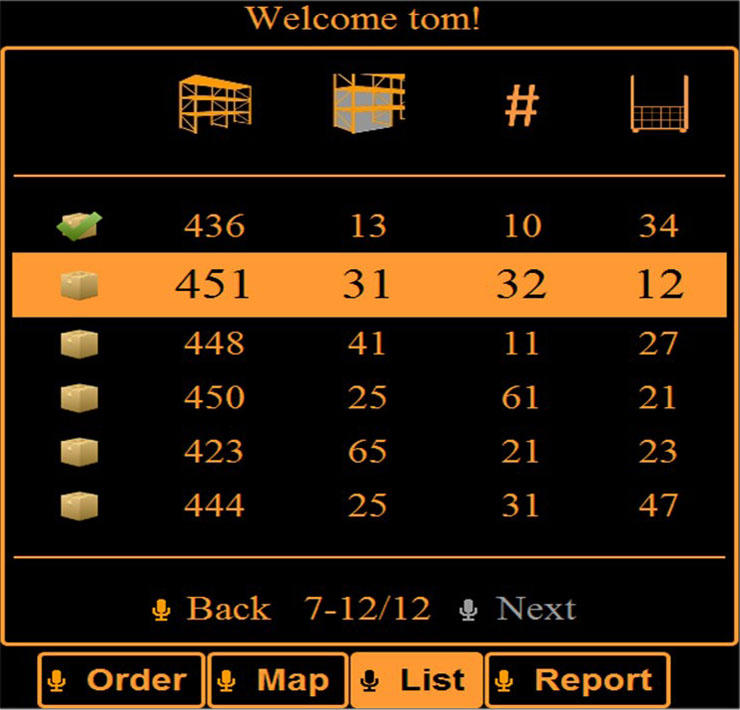 Welcome tom!
#
436 13 10 34
451 31 32 12
448 41 11 27
450 25 61 21
423 65 21 23
444 25 31 47
Back 7-12/12 Next
Order Map List Report